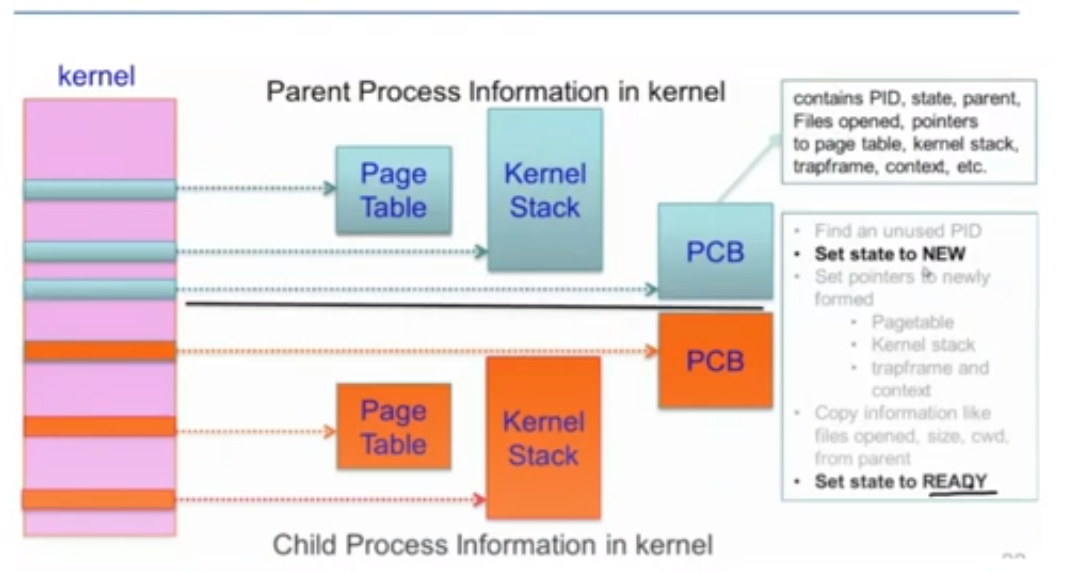 kernel
Parent Process Information in kernel
Page
Table
Kernel
Stack
PCB
contains PID, state, parent,
Files opened, pointers
to page table, kernel stack,
trapframe, context, etc.
PCB
Page
Table
Kernel
Stack
Child Process Information in kernel
• Find an unused PID
• Set state to NEW
• Set pointers to newly
formed
• Pagetable
• Kernel stack
• trapframe and
context
• Copy information like
files opened, size, cwd,
from parent
• Set state to READY